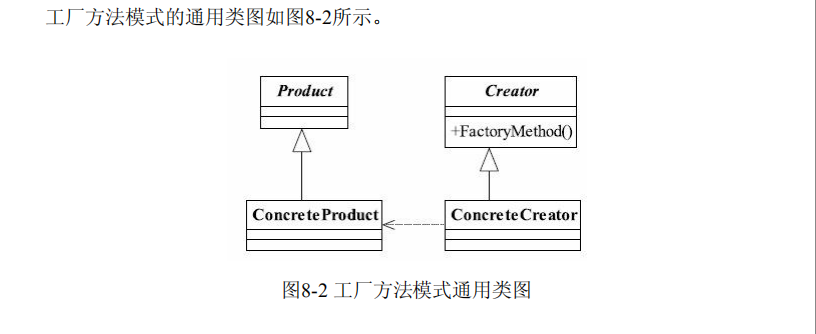 工厂方法模式的通用类图如图8-2所示。
Product
Creator
+FactoryMethod()
ConcreteProduct
ConcreteCreator
图8-2 工厂方法模式通用类图